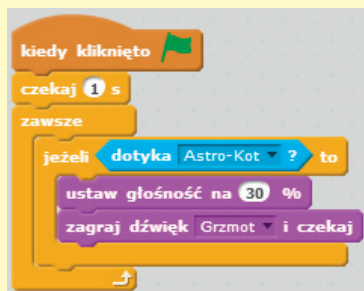 kiedy kliknięto
czekaj 1 s
zawsze
jeżeli dotyka Astro-Kot ? to
ustaw głośność na 30 %
zagraj dźwięk Grzmot i czekaj